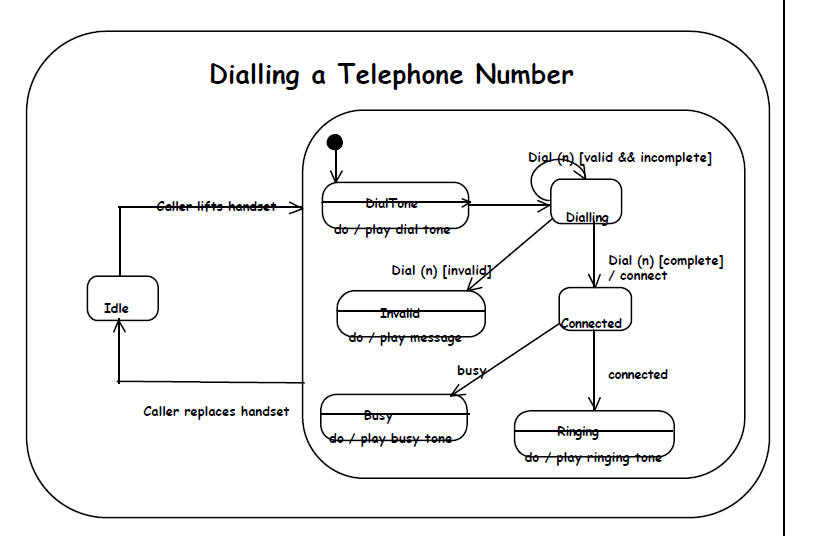 Dialling a Telephone Number
Dial (n) [valid && incomplete]
Caller lifts handset
DialTone
do / play dial tone
Dialling
Dial (n) [invalid]
Dial (n) [complete]
/ connect
Idle
Invalid
do / play message
Connected
busy
connected
Caller replaces handset
Busy
do / play busy tone
Ringing
do / play ringing tone